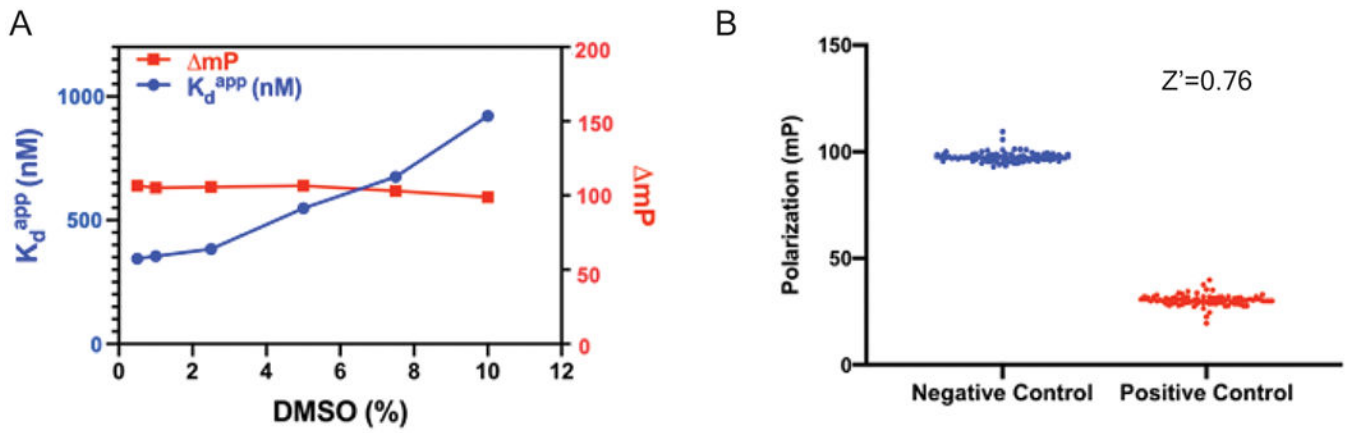 A
ΔmP
Kdapp (nM)
Kdapp (nM)
1000
500
0
200
150
100
50
0
ΔmP
0 2 4 6 8 10 12
DMSO (%)
B
Z’=0.76
Polarization (mP)
150
100
50
0
Negative Control Positive Control